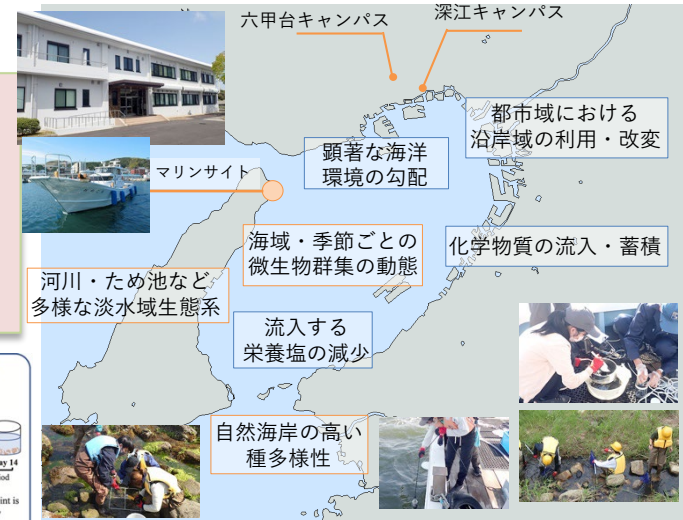 六甲台キャンパス
深江キャンパス
都市域における
沿岸域の利用・改変
顕著な海洋
環境の勾配
マリンサイト
海域・季節ごとの
微生物群集の動態
化学物質の流入・蓄積
河川・ため池など
多様な淡水域生態系
流入する
栄養塩の減少
自然海岸の高い
種多様性
ay 14
od
int is